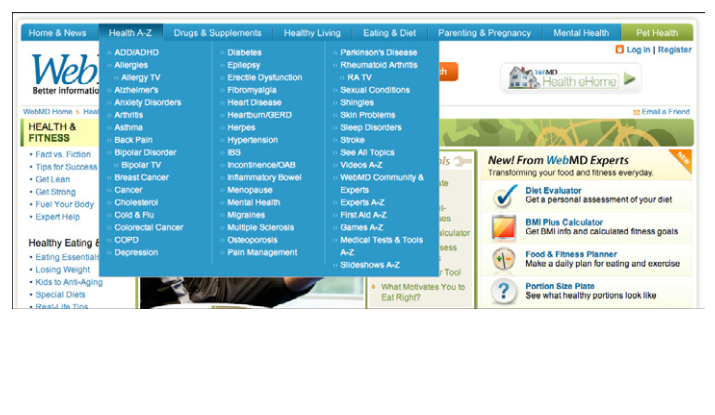 Home & News Health A-Z Drugs & Supplements Healthy Living Eating & Diet Parenting & Pregnancy Mental Health Pet Health
Log in | Register
Web
Better informatio
WebMD Health eHome
WebMD Home > Heal
Email a Friend
HEALTH &
FITNESS
Fact vs. Fiction
Tips for Success
Get Lean
Get Strong
Fuel Your Body
Expert Help
Healthy Eating &
Eating Essentials
Losing Weight
Kids to Anti-Aging
Special Diets
Real-Life Tips
ADD/ADHD
Allergies
Allergy TV
Alzheimer's
Anxiety Disorders
Arthritis
Asthma
Back Pain
Bipolar Disorder
Bipolar TV
Breast Cancer
Cancer
Cholesterol
Cold & Flu
Colorectal Cancer
COPD
Depression
Diabetes
Epilepsy
Erectile Dysfunction
Fibromyalgia
Heart Disease
Heartburn/GERD
Herpes
Hypertension
IBS
Incontinence/OAB
Inflammatory Bowel
Menopause
Mental Health
Migraines
Multiple Sclerosis
Osteoporosis
Pain Management
Parkinson's Disease
Rheumatoid Arthritis
RA TV
Sexual Conditions
Shingles
Skin Problems
Sleep Disorders
Stroke
See All Topics
Videos A-Z
WebMD Community &
Experts
Experts A-Z
First Aid A-Z
Games A-Z
Medical Tests & Tools
A-Z
Slideshows A-Z
ch
ols
ate
t-
ses
alculator
sess
s
r Tool
What Motivates You to
Eat Right?
New! From WebMD Experts
NEW
Transforming your food and fitness everyday.
Diet Evaluator
Get a personal assessment of your diet
BMI Plus Calculator
Get BMI info and calculated fitness goals
Food & Fitness Planner
Make a daily plan for eating and exercise
Portion Size Plate
See what healthy portions look like